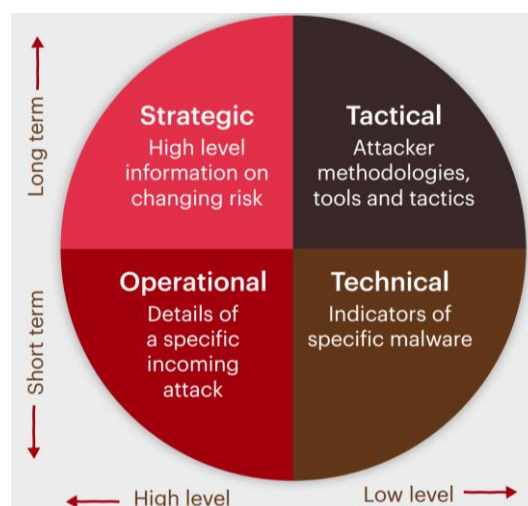 Long term
Strategic
High level
information on
changing risk
Tactical
Attacker
methodologies,
tools and tactics
Short term
Operational
Details of
a specific
incoming
attack
Technical
Indicators of
specific malware
High level
Low level